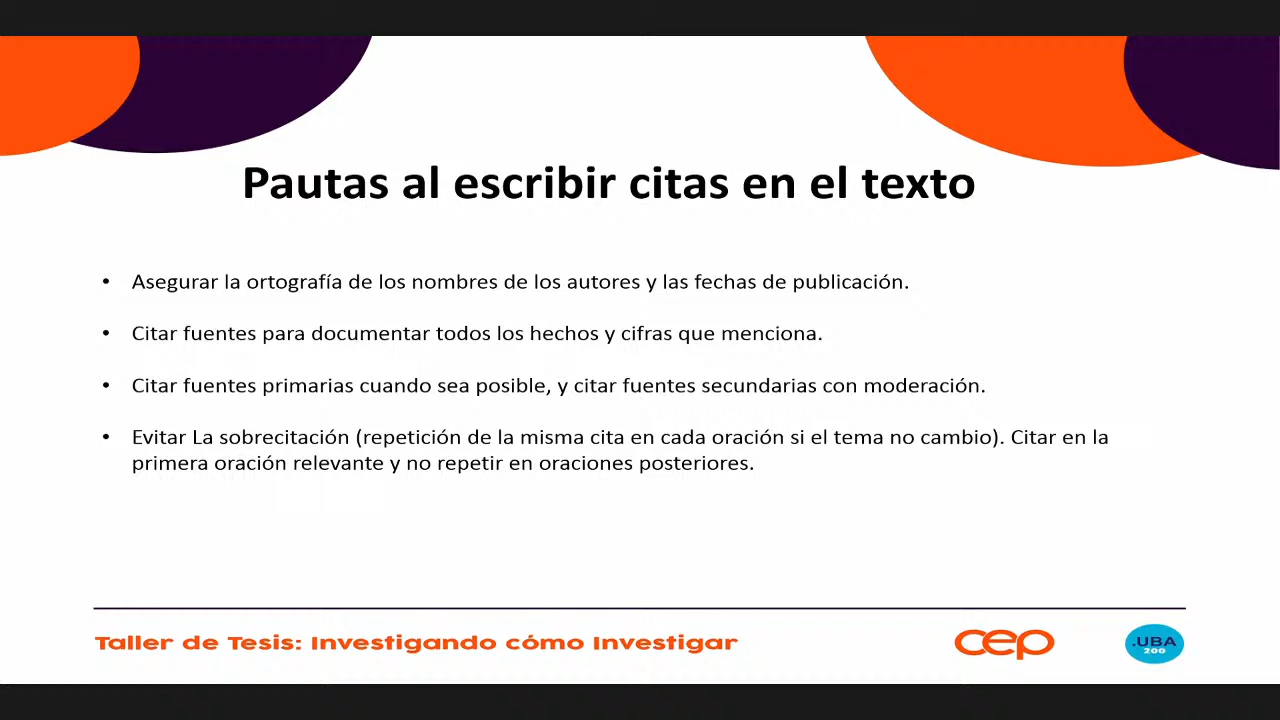 Pautas al escribir citas en el texto
• Asegurar la ortografía de los nombres de los autores y las fechas de publicación.
• Citar fuentes para documentar todos los hechos y cifras que menciona.
• Citar fuentes primarias cuando sea posible, y citar fuentes secundarias con moderación.
• Evitar La sobrecitación (repetición de la misma cita en cada oración si el tema no cambio). Citar en la
primera oración relevante y no repetir en oraciones posteriores.
Taller de Tesis: Investigando cómo Investigar
cep
.UBA
200